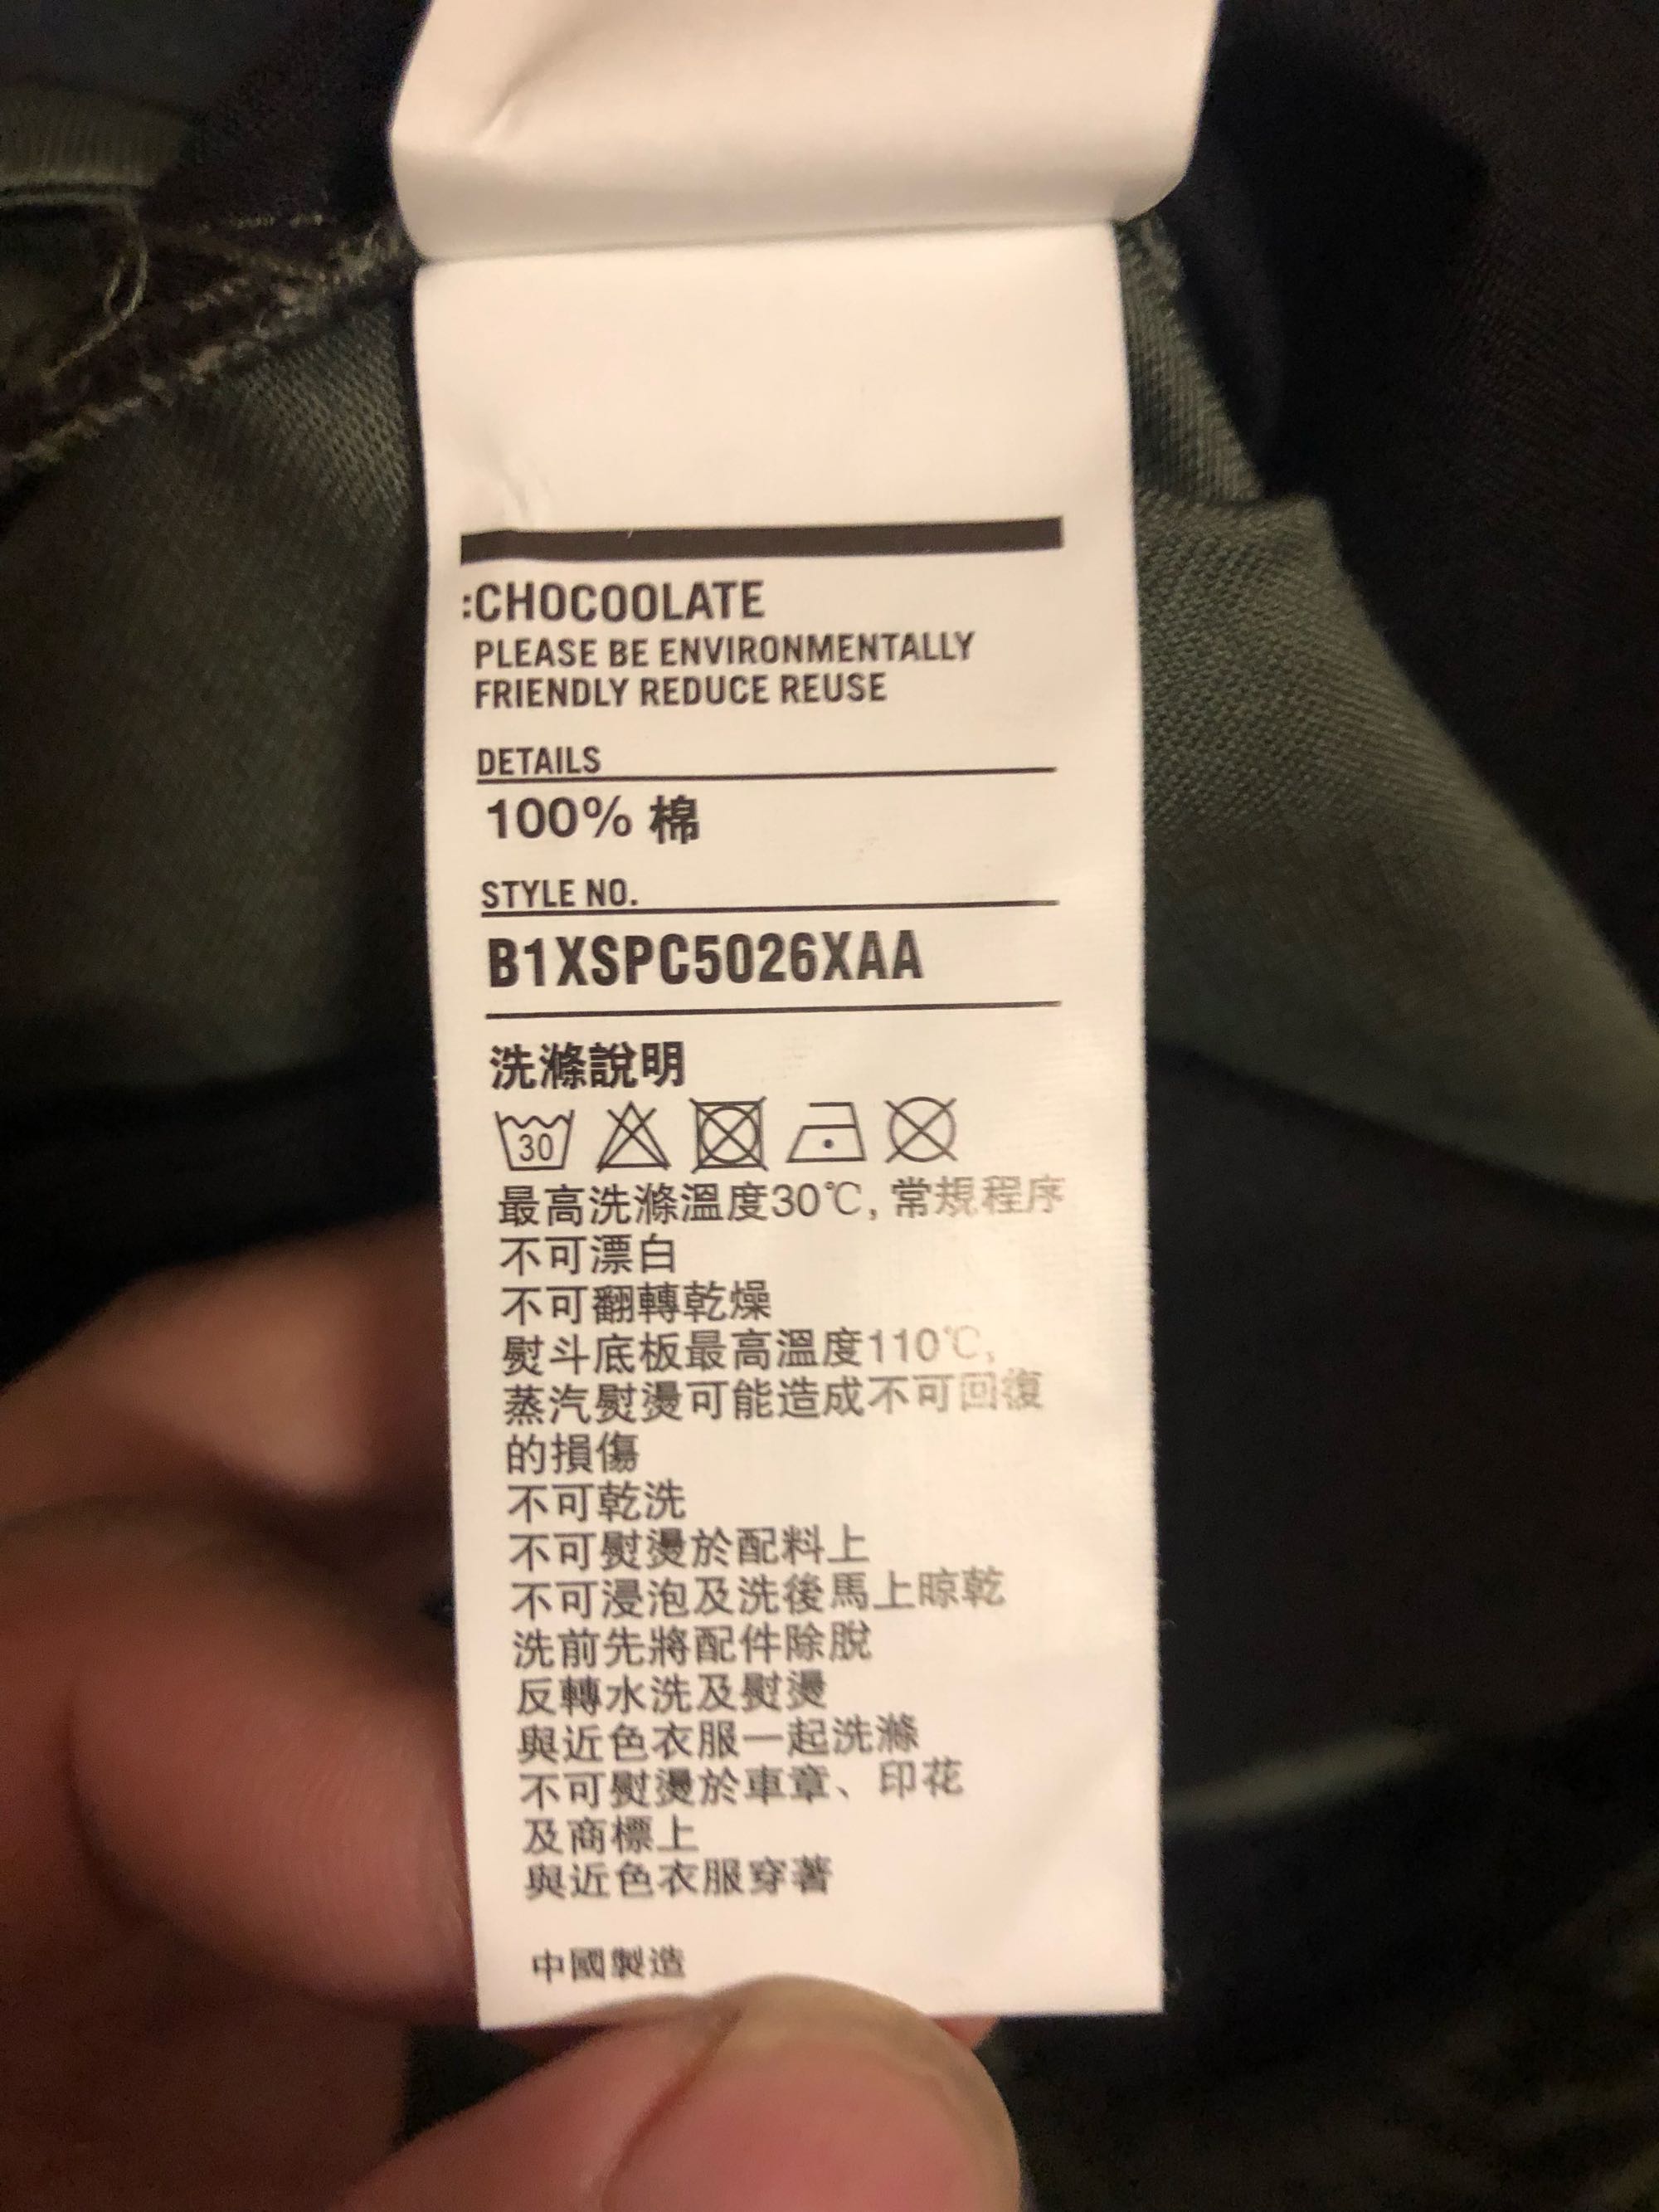 :CHOCOOLATE
PLEASE BE ENVIRONMENTALLY
FRIENDLY REDUCE REUSE
DETAILS
100% 棉
STYLE NO.
B1XSPC5026XAA
洗滌說明
30
最高洗滌溫度30℃, 常規程序
不可漂白
不可翻轉乾燥
熨斗底板最高溫度110℃,
蒸汽熨燙可能造成不可回復
的損傷
不可乾洗
不可熨燙於配料上
不可浸泡及洗後馬上晾乾
洗前先將配件除脫
反轉水洗及熨燙
與近色衣服一起洗滌
不可熨燙於車章、印花
及商標上
與近色衣服穿著
中國製造